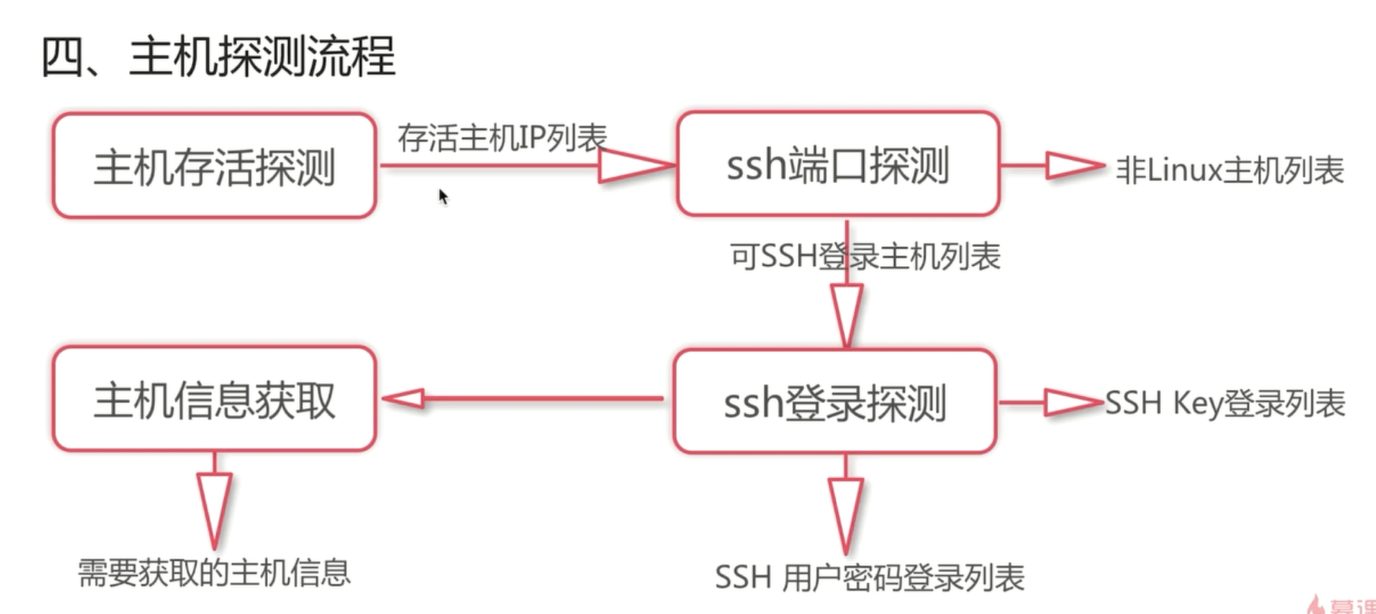 四、主机探测流程
存活主机IP列表
主机存活探测
ssh端口探测
非Linux主机列表
可SSH登录主机列表
主机信息获取
ssh登录探测
SSH Key登录列表
需要获取的主机信息
SSH 用户密码登录列表